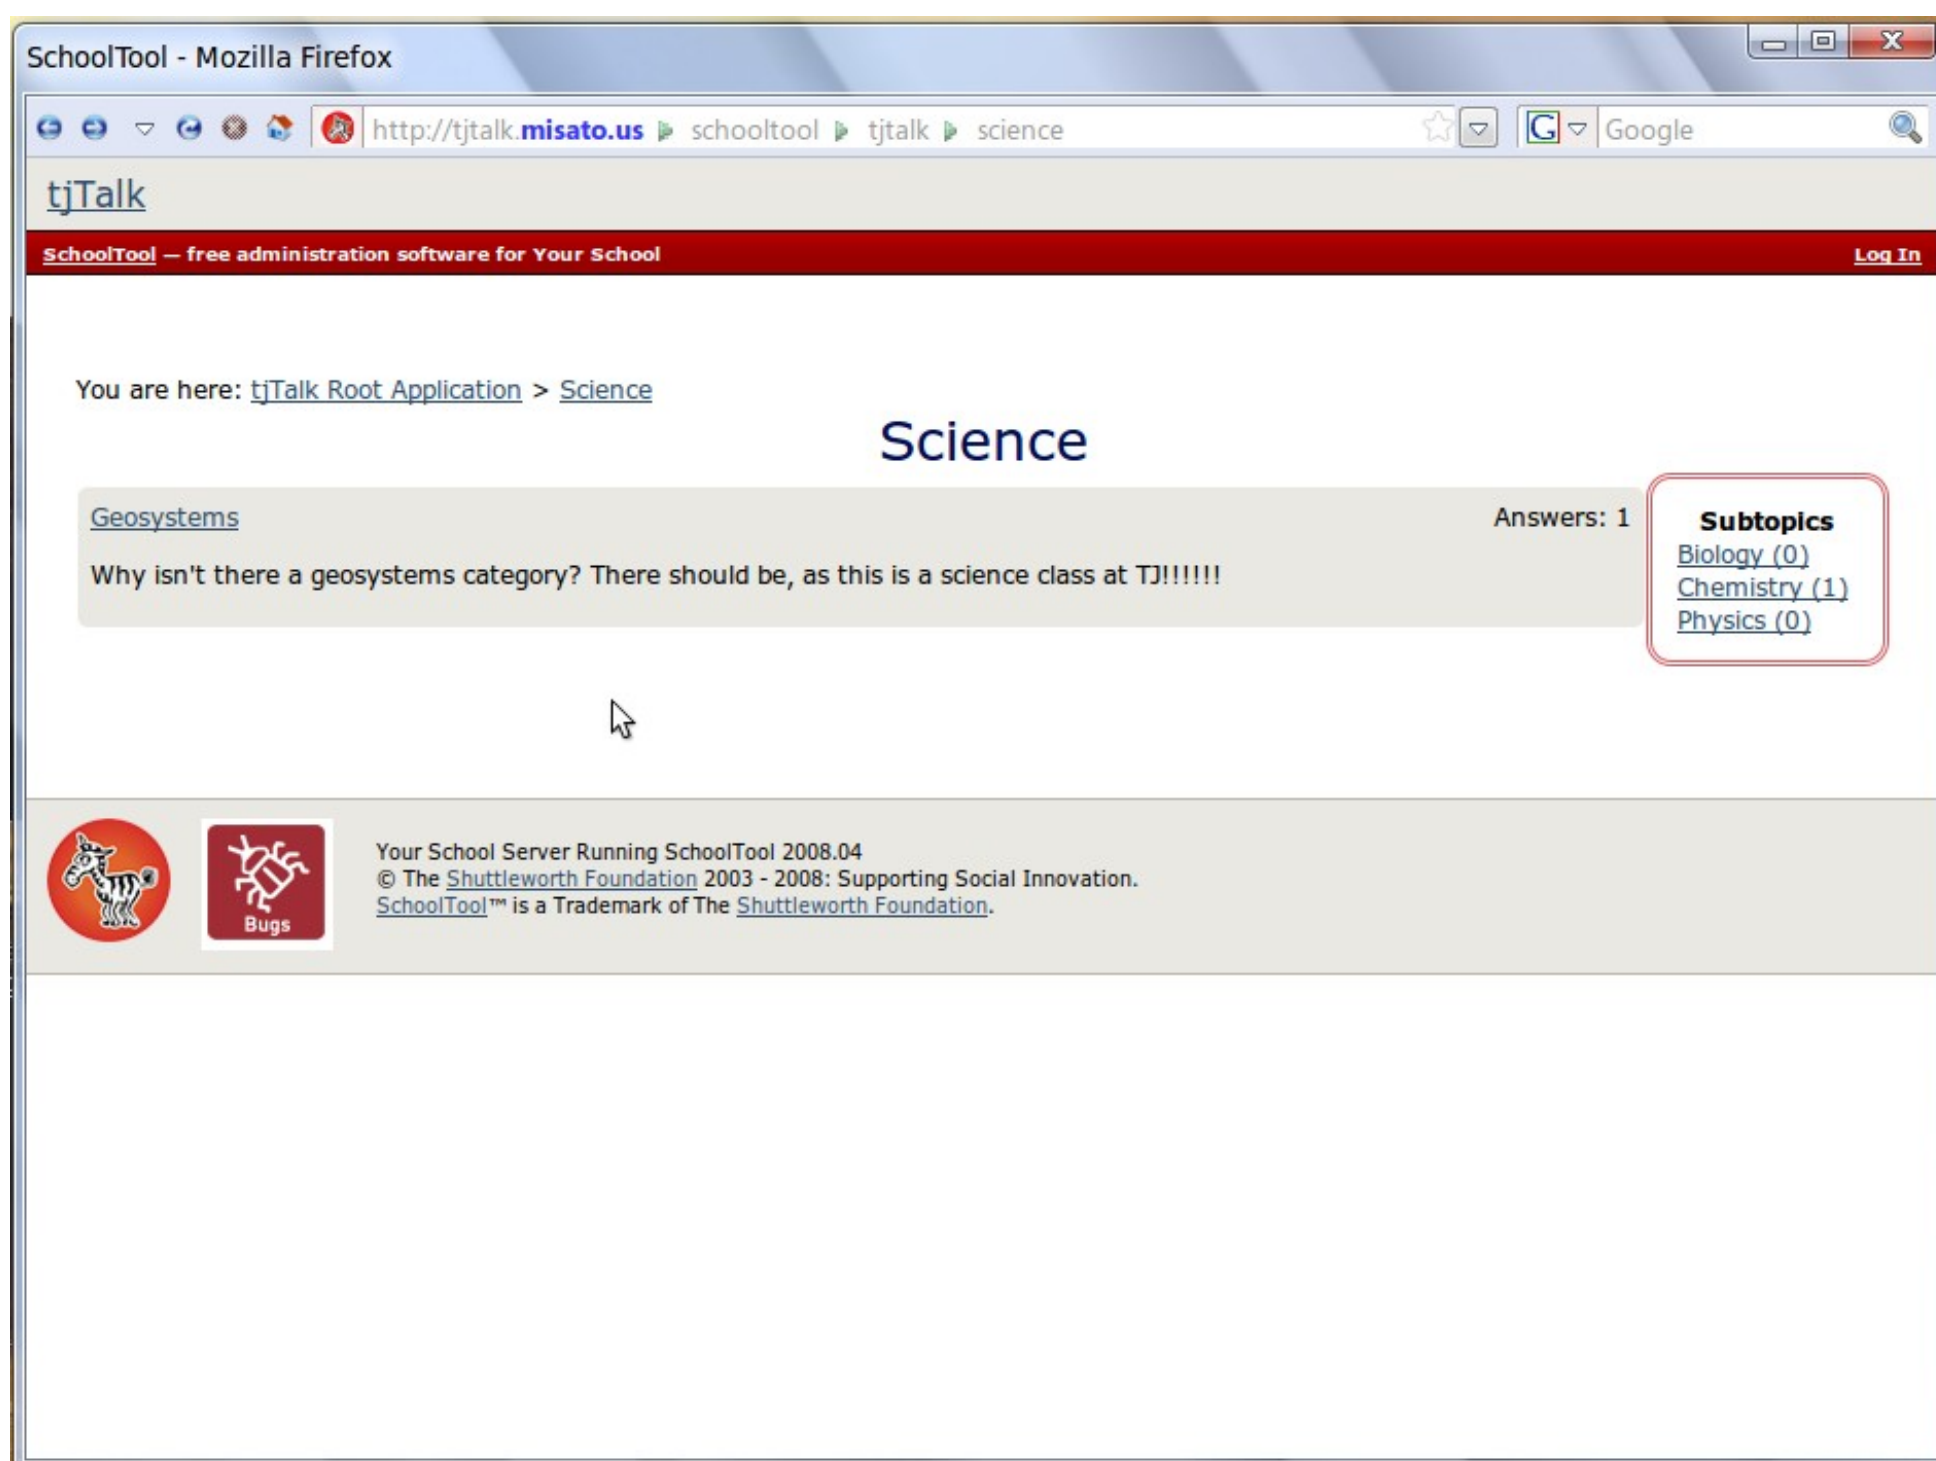 SchoolTool - Mozilla Firefox
http://tjtalk.misato.us schooltool tjtalk science
G Google
tjTalk
SchoolTool — free administration software for Your School Log In
You are here: tjTalk Root Application > Science
Science
Geosystems Answers: 1
Why isn't there a geosystems category? There should be, as this is a science class at TJ!!!!!!
Subtopics
Biology (0)
Chemistry (1)
Physics (0)
Bugs
Your School Server Running SchoolTool 2008.04
© The Shuttleworth Foundation 2003 - 2008: Supporting Social Innovation.
SchoolTool™ is a Trademark of The Shuttleworth Foundation.